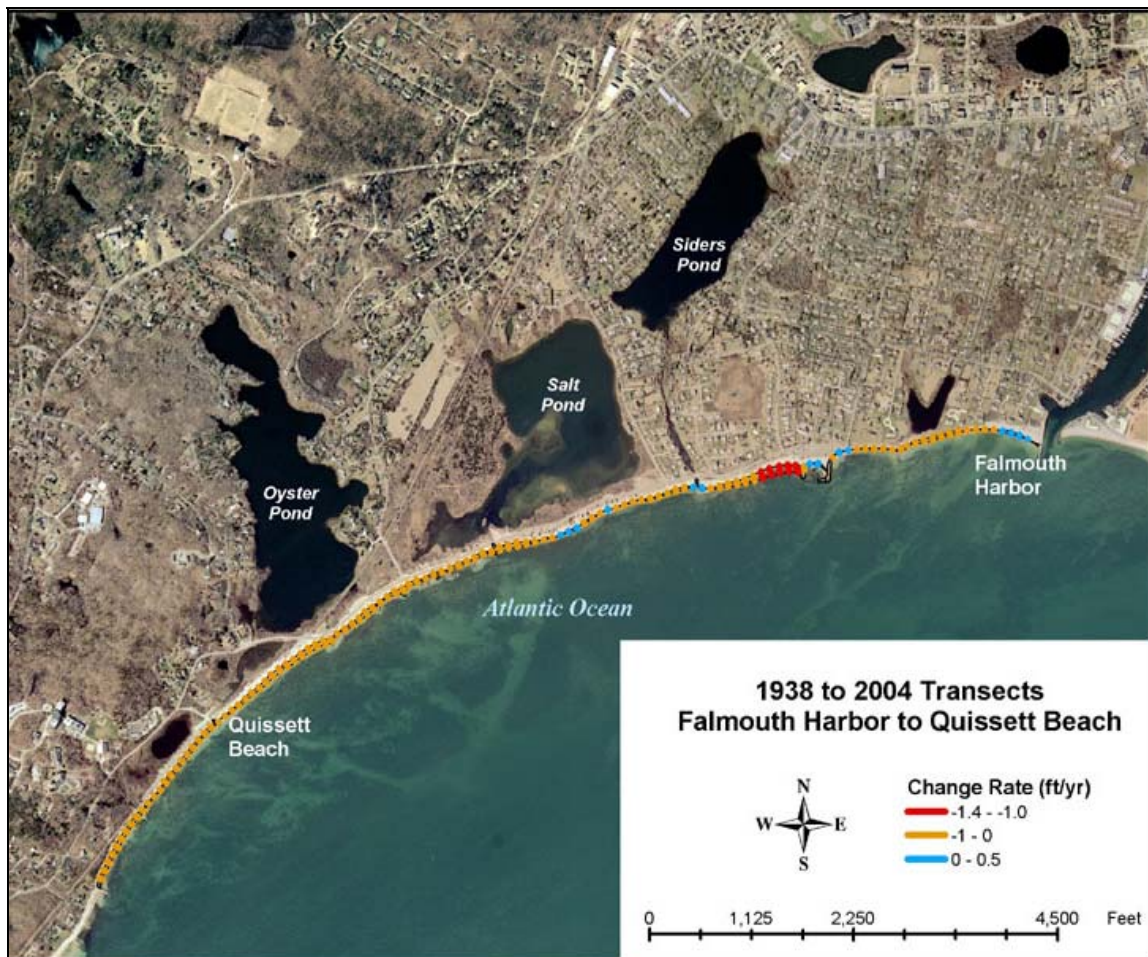 Siders
Pond
Salt
Pond
Oyster
Pond
Falmouth
Harbor
Atlantic Ocean
Quissett
Beach
1938 to 2004 Transects
Falmouth Harbor to Quissett Beach
N
W E
S
Change Rate (ft/yr)
-1.4 - -1.0
-1 - 0
0 - 0.5
0 1,125 2,250 4,500 Feet